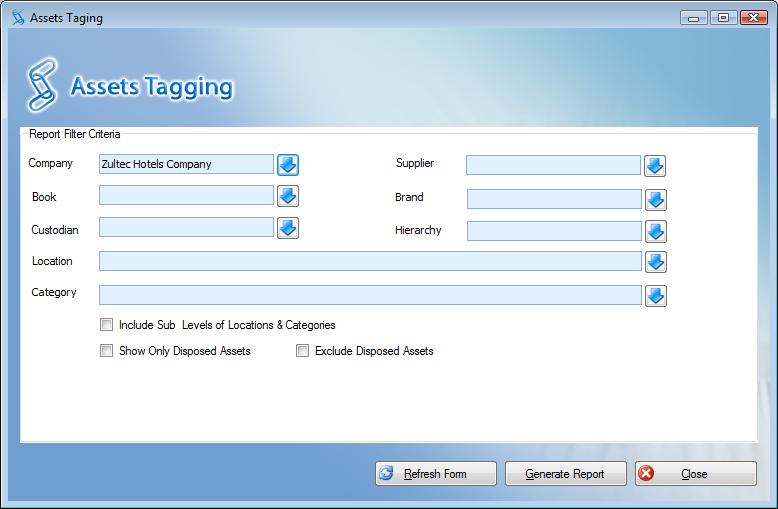 Assets Taging
Assets Tagging
Report Filter Criteria
Company Zultec Hotels Company Supplier
Book Brand
Custodian Hierarchy
Location
Category
Include Sub Levels of Locations & Categories
Show Only Disposed Assets Exclude Disposed Assets
Refresh Form Generate Report Close